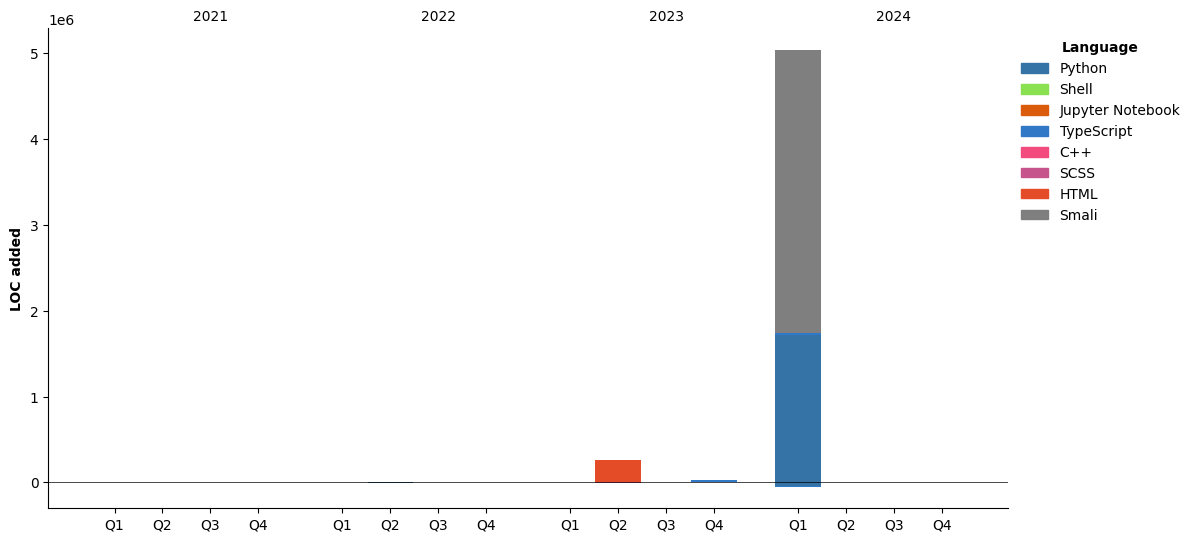 2021 2022 2023 2024
1e6
5
4
3
2
1
0
LOC added
Q1 Q2 Q3 Q4 Q1 Q2 Q3 Q4 Q1 Q2 Q3 Q4 Q1 Q2 Q3 Q4
Language
Python
Shell
Jupyter Notebook
TypeScript
C++
SCSS
HTML
Smali